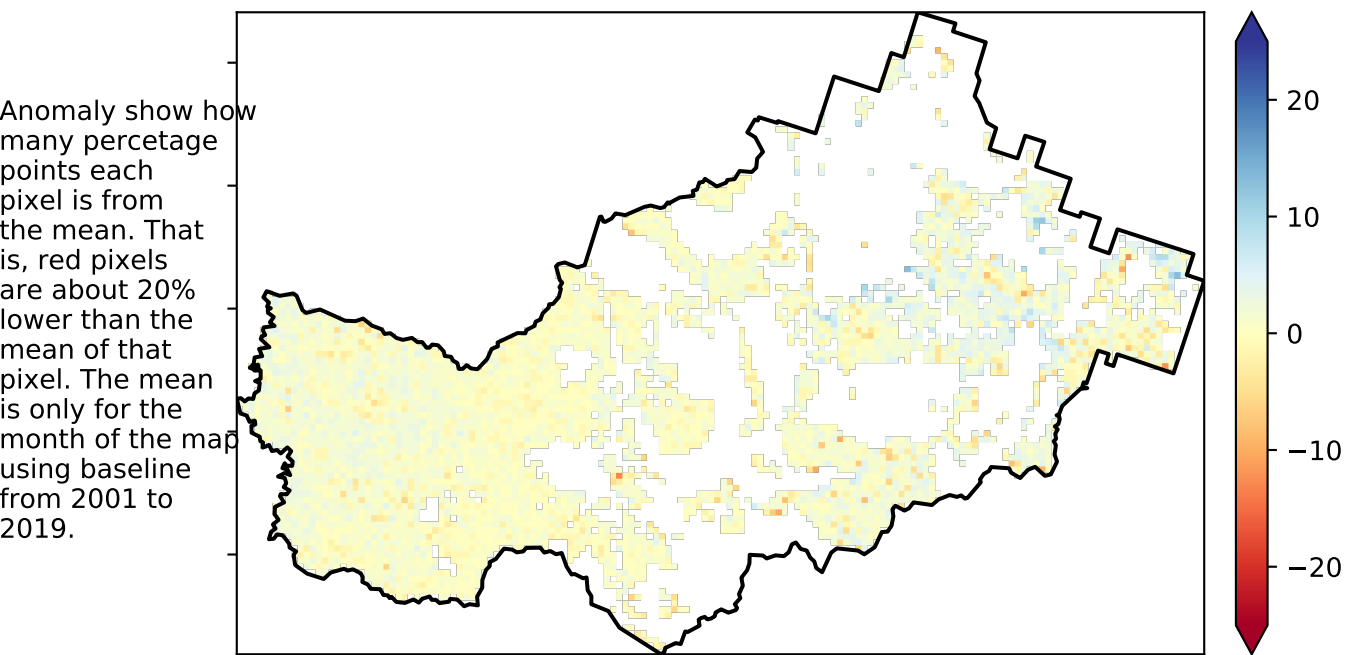 Anomaly show how
many percetage
points each
pixel is from
the mean. That
is, red pixels
are about 20%
lower than the
mean of that
pixel. The mean
is only for the
month of the map
using baseline
from 2001 to
2019.
20
10
0
−10
−20